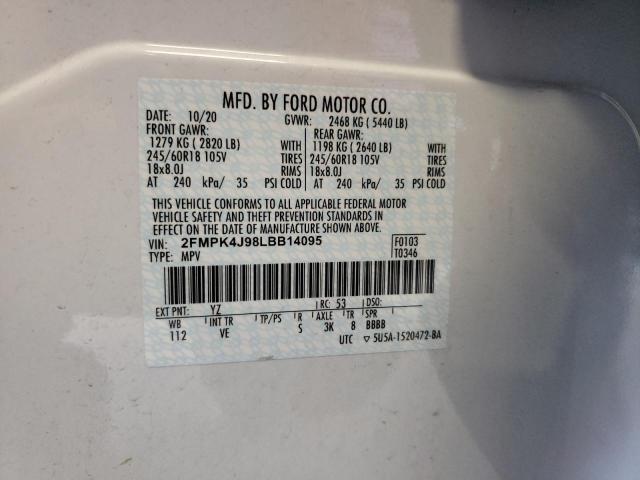 MFD. BY FORD MOTOR CO.
DATE: 10/20 GVWR: 2468 KG ( 5440 LB)
FRONT GAWR: REAR GAWR:
1279 KG ( 2820 LB) WITH 1198 KG ( 2640 LB) WITH
245/60R18 105V TIRES 245/60R18 105V TIRES
18x8.0J RIMS 18x8.0J RIMS
AT 240 kPa/ 35 PSI COLD AT 240 kPa/ 35 PSI COLD
THIS VEHICLE CONFORMS TO ALL APPLICABLE FEDERAL MOTOR
VEHICLE SAFETY AND THEFT PREVENTION STANDARDS IN
EFFECT ON THE DATE OF MANUFACTURE SHOWN ABOVE.
VIN: 2FMPK4J98LBB14095 F0103
TYPE: MPV T0346
EXT PNT: YZ RC: 53 DSO:
WB INT TR TP/PS R AXLE TR SPR
112 VE S 3K 8 BBBB
UTC ▽ 5U5A-1520472-BA